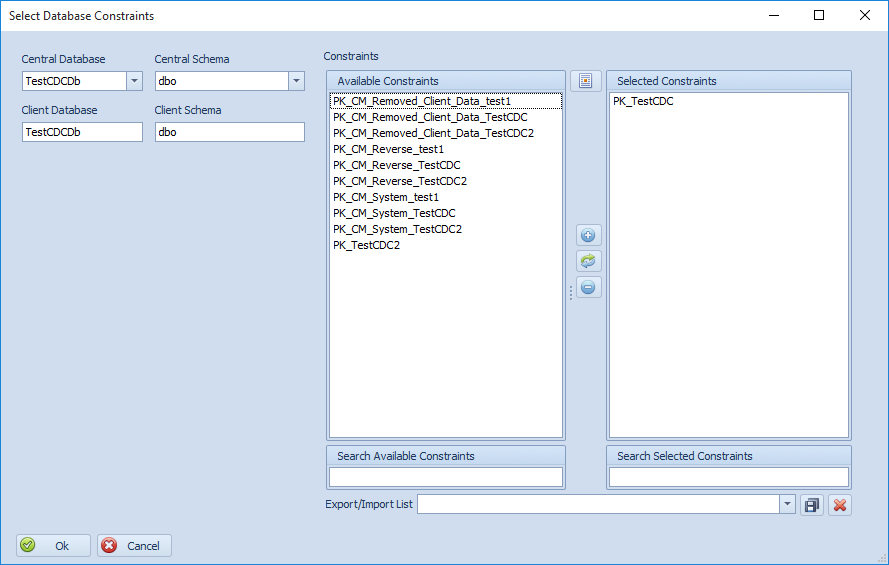 Select Database Constraints
Central Database
Central Schema
TestCDCDb
dbo
Client Database
Client Schema
TestCDCDb
dbo
Constraints
Available Constraints
PK_CM_Removed_Client_Data_test1
PK_CM_Removed_Client_Data_TestCDC
PK_CM_Removed_Client_Data_TestCDC2
PK_CM_Reverse_test1
PK_CM_Reverse_TestCDC
PK_CM_Reverse_TestCDC2
PK_CM_System_test1
PK_CM_System_TestCDC
PK_CM_System_TestCDC2
PK_TestCDC2
Selected Constraints
PK_TestCDC
Search Available Constraints
Search Selected Constraints
Export/Import List
Ok
Cancel